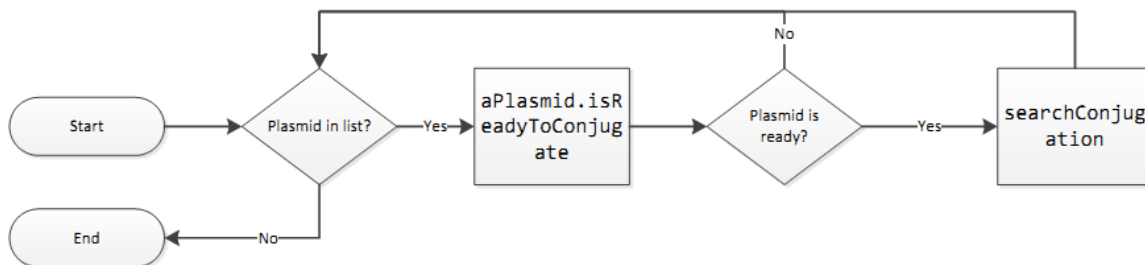 No
Start
Plasmid in list?
Yes
aPlasmid.isR
eadyToConjug
ate
Plasmid is
ready?
Yes
searchConjug
ation
End
No